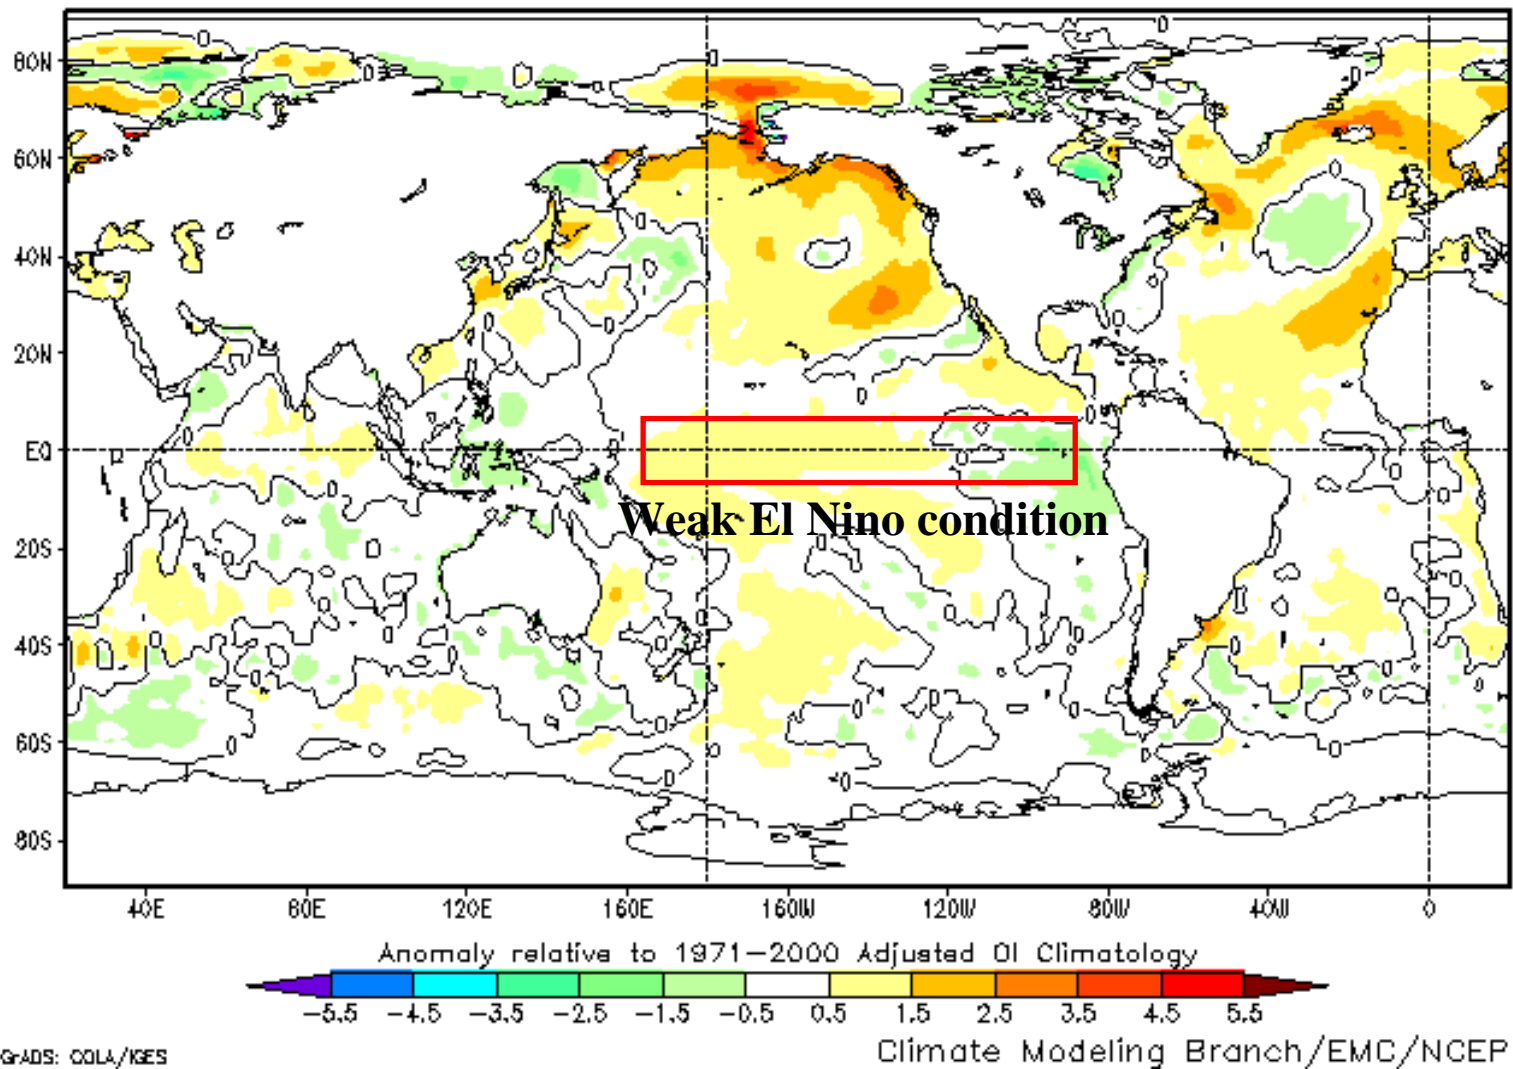 80N
60N
40N
20N
EQ
20S
40S
60S
80S
Weak El Nino condition
40E 80E 120E 160E 160W 120W 80W 40W 0
Anomaly relative to 1971-2000 Adjusted OI Climatology
-5.5 -4.5 -3.5 -2.5 -1.5 -0.5 0.5 1.5 2.5 3.5 4.5 5.5
GrADS: COLA/IGES
Climate Modeling Branch/EMC/NCEP